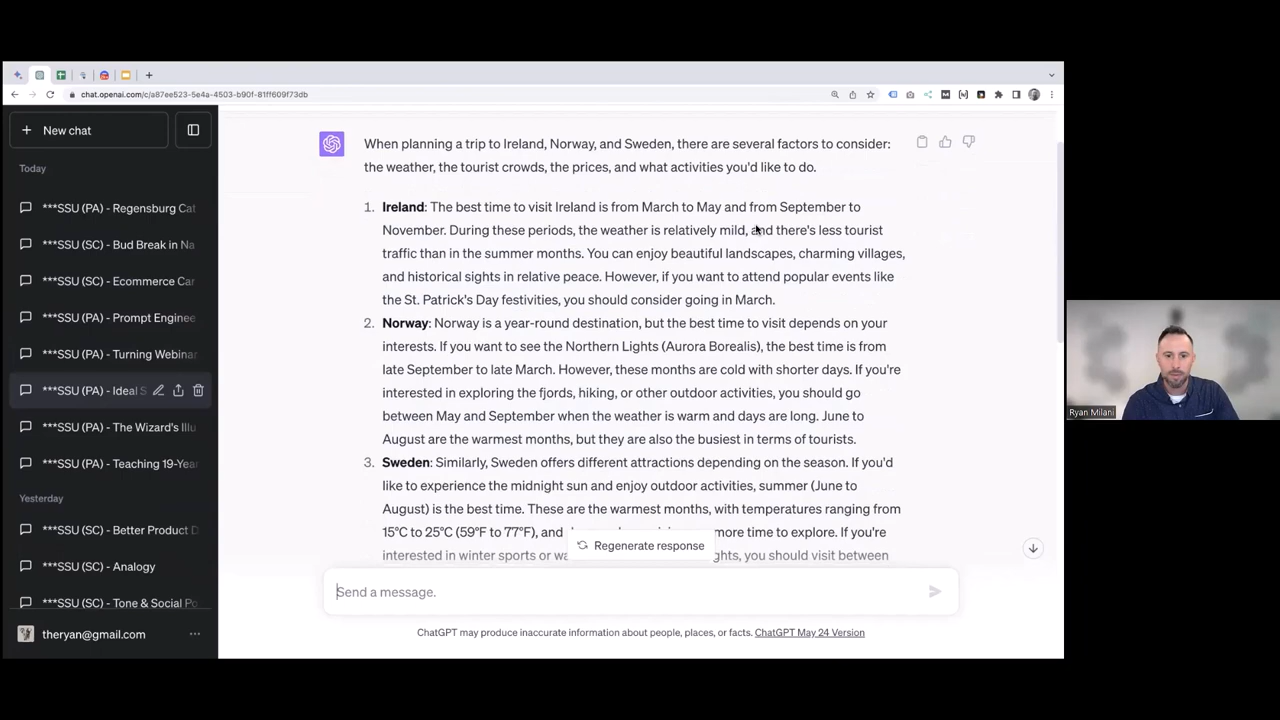 chat.openai.com/c/a87ee523-5e4a-4503-b90f-81ff609f73db
New chat
Today
***SSU (PA) - Regensburg Cat
***SSU (SC) - Bud Break in Na
***SSU (SC) - Ecommerce Car
***SSU (PA) - Prompt Enginee
***SSU (PA) - Turning Webinar
***SSU (PA) - Ideal S
***SSU (PA) - The Wizard's Illu
***SSU (PA) - Teaching 19-Yea
Yesterday
***SSU (SC) - Better Product D
***SSU (SC) - Analogy
***SSU (SC) - Tone & Social Po
theryan@gmail.com
When planning a trip to Ireland, Norway, and Sweden, there are several factors to consider:
the weather, the tourist crowds, the prices, and what activities you'd like to do.
1. Ireland: The best time to visit Ireland is from March to May and from September to
November. During these periods, the weather is relatively mild, and there's less tourist
traffic than in the summer months. You can enjoy beautiful landscapes, charming villages,
and historical sights in relative peace. However, if you want to attend popular events like
the St. Patrick's Day festivities, you should consider going in March.
2. Norway: Norway is a year-round destination, but the best time to visit depends on your
interests. If you want to see the Northern Lights (Aurora Borealis), the best time is from
late September to late March. However, these months are cold with shorter days. If you're
interested in exploring the fjords, hiking, or other outdoor activities, you should go
between May and September when the weather is warm and days are long. June to
August are the warmest months, but they are also the busiest in terms of tourists.
3. Sweden: Similarly, Sweden offers different attractions depending on the season. If you'd
like to experience the midnight sun and enjoy outdoor activities, summer (June to
August) is the best time. These are the warmest months, with temperatures ranging from
15°C to 25°C (59°F to 77°F), and more time to explore. If you're
interested in winter sports or ghts, you should visit between
Regenerate response
Send a message.
ChatGPT may produce inaccurate information about people, places, or facts. ChatGPT May 24 Version
Ryan Milani